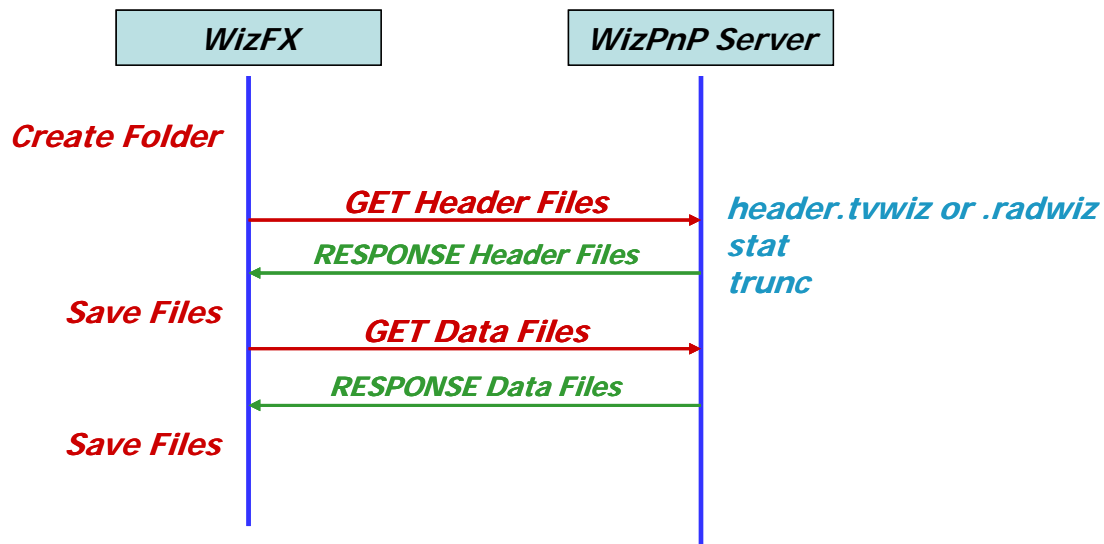 WizFX
WizPnP Server
Create Folder
GET Header Files
header.tvwiz or .radwiz
stat
trunc
RESPONSE Header Files
Save Files
GET Data Files
RESPONSE Data Files
Save Files